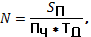 N = Sп / (Пч * Тд),